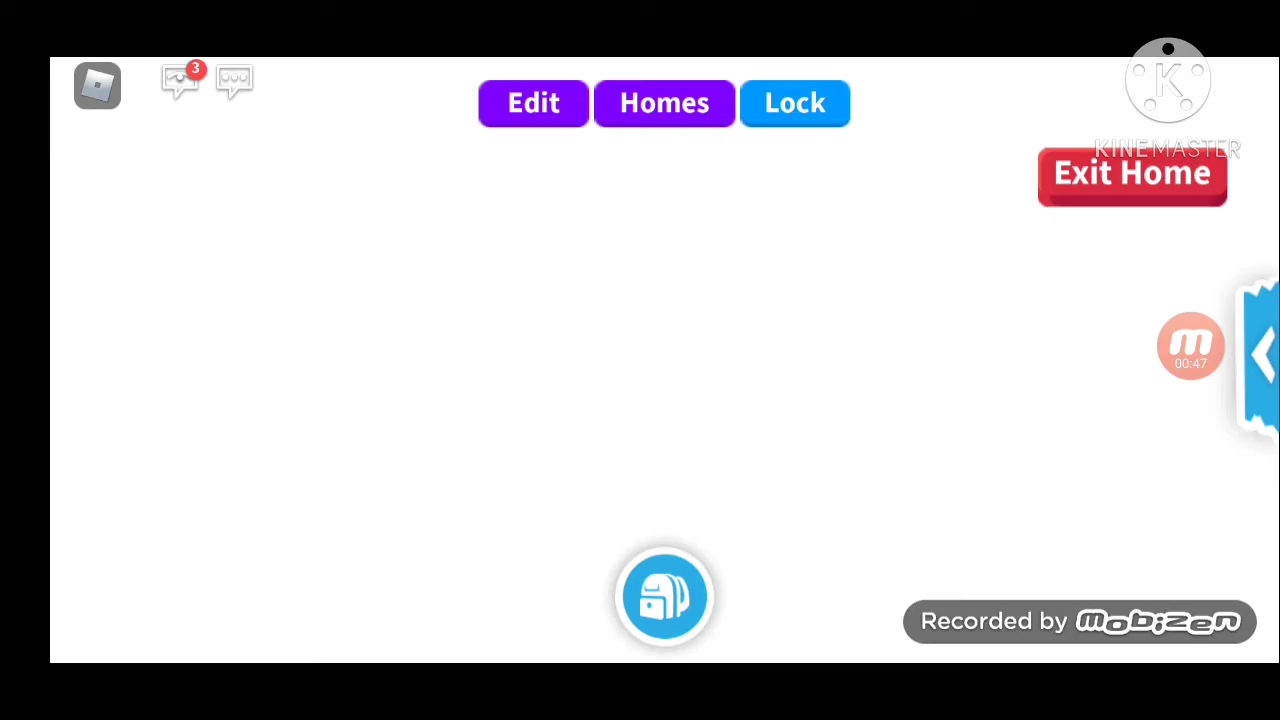 3
Edit
Homes
Lock
K
KINEMASTER
Exit Home
m
00:47
Recorded by mobizen